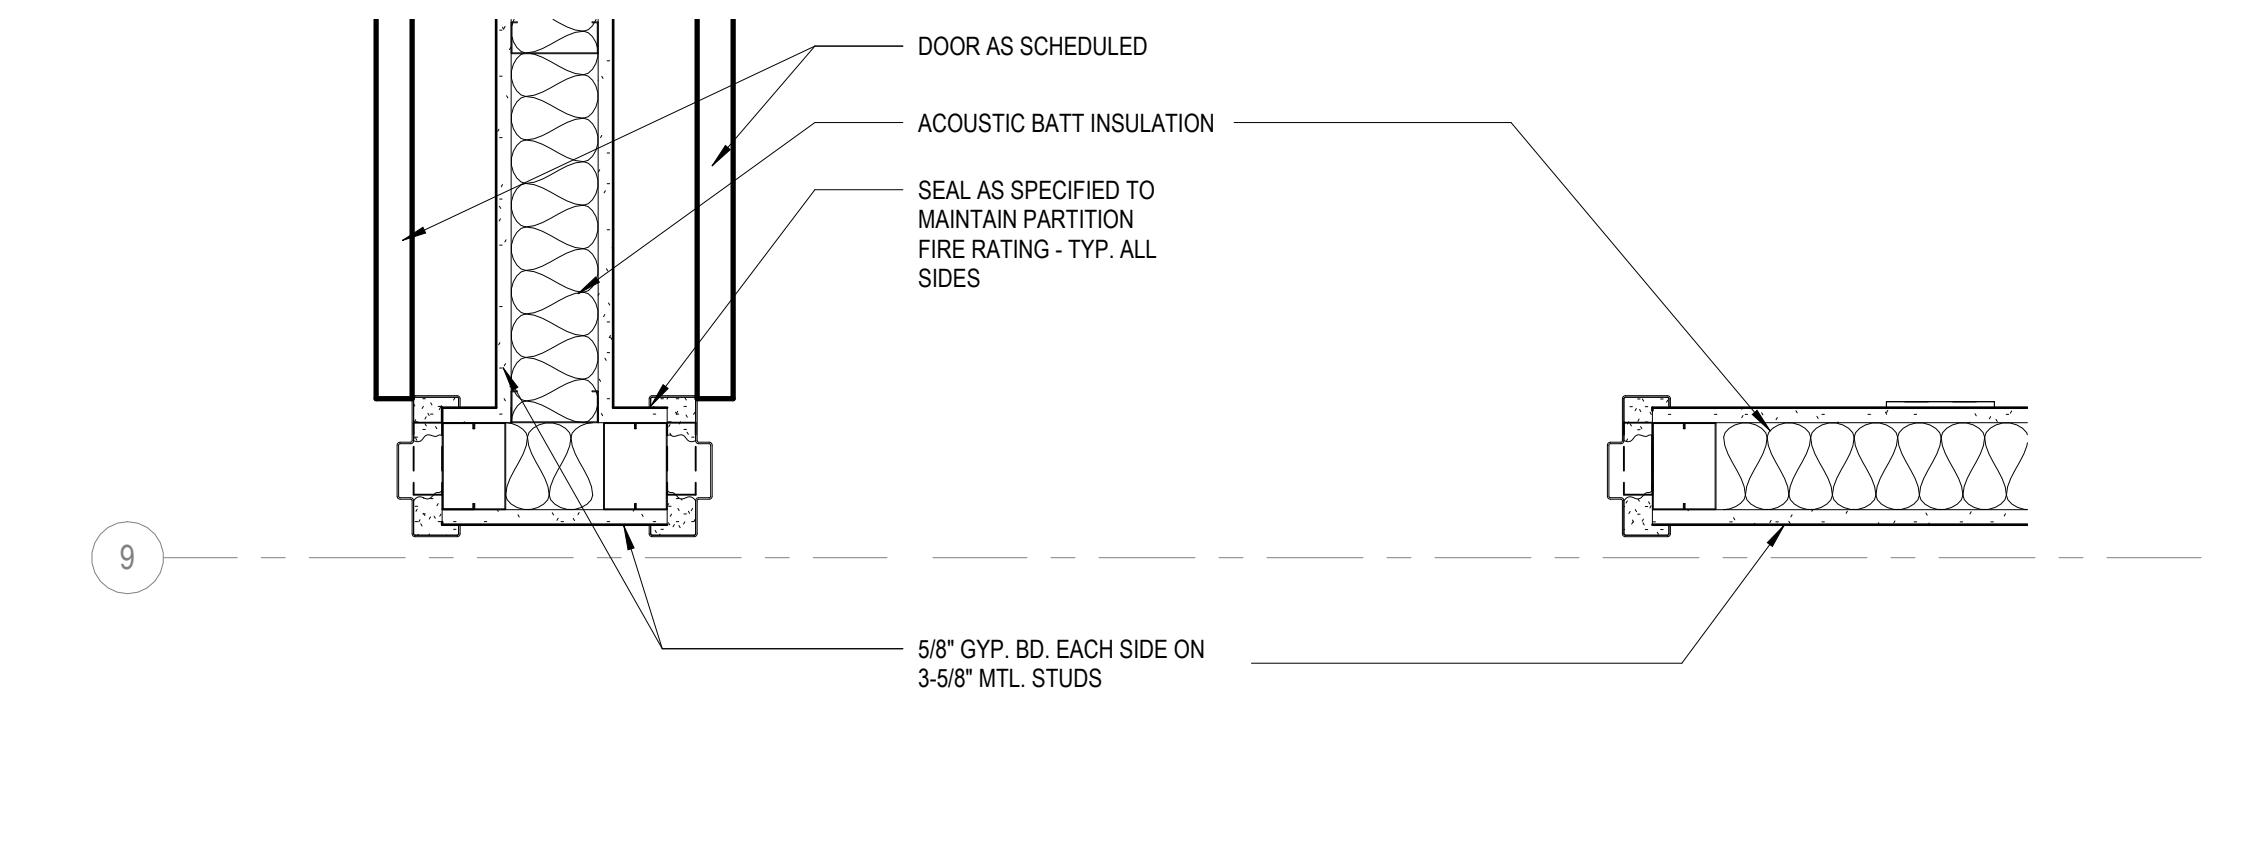 DOOR AS SCHEDULED
ACOUSTIC BATT INSULATION
SEAL AS SPECIFIED TO
MAINTAIN PARTITION
FIRE RATING - TYP. ALL
SIDES
9
5/8" GYP. BD. EACH SIDE ON
3-5/8" MTL. STUDS